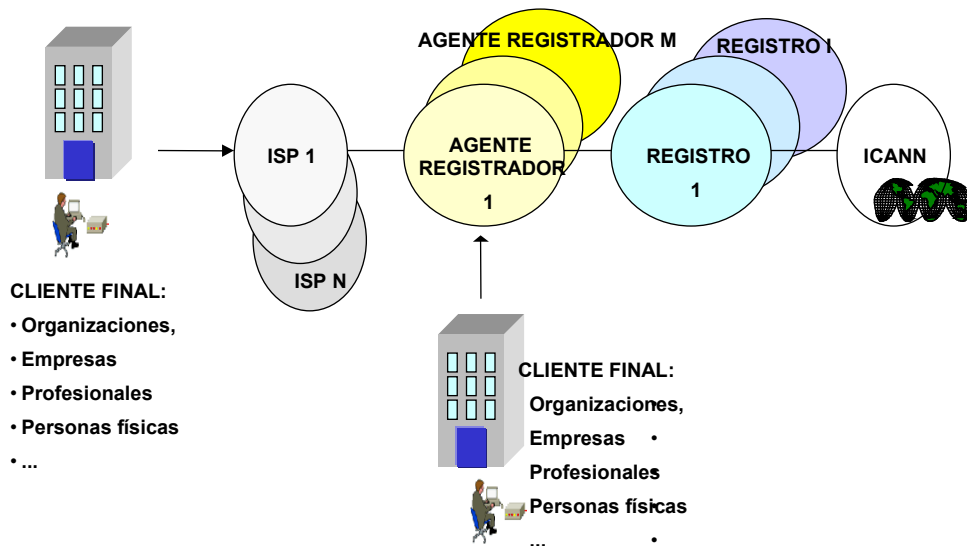 AGENTE REGISTRADOR M
REGISTRO I
ISP 1
AGENTE
REGISTRADOR
1
REGISTRO
1
ICANN
ISP N
CLIENTE FINAL:
• Organizaciones,
• Empresas
• Profesionales
• Personas físicas
• ...
CLIENTE FINAL:
Organizaciones, •
Empresas •
Profesionales •
Personas físicas •
... •